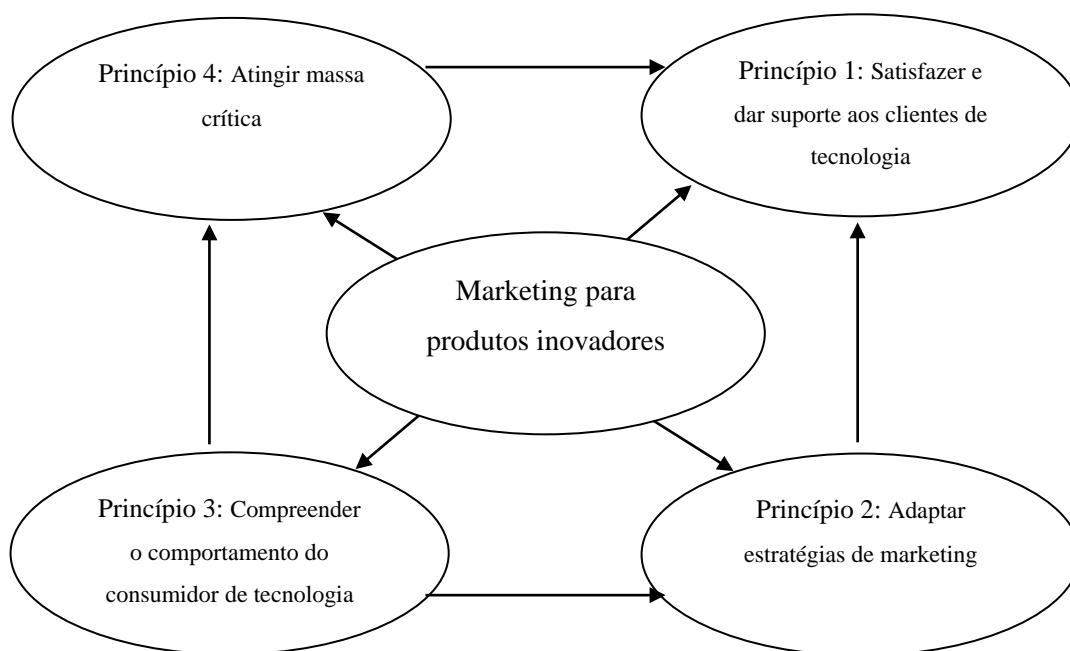 Princípio 4: Atingir massa
crítica
Princípio 1: Satisfazer e
dar suporte aos clientes de
tecnologia
Marketing para
produtos inovadores
Princípio 3: Compreender
o comportamento do
consumidor de tecnologia
Princípio 2: Adaptar
estratégias de marketing